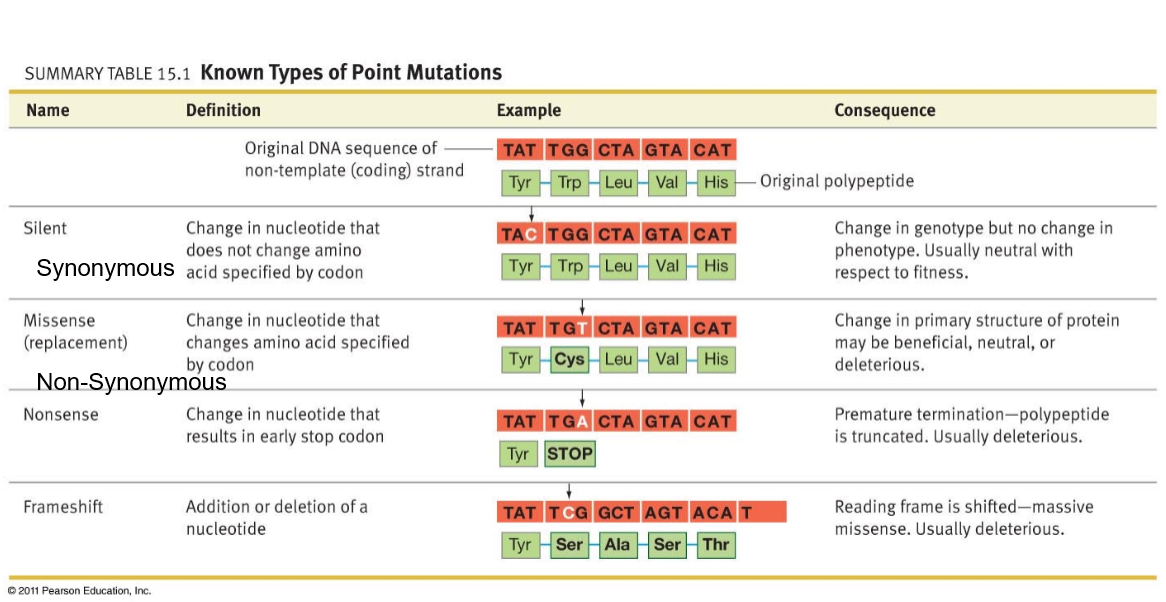 SUMMARY TABLE 15.1 Known Types of Point Mutations
Name Definition Example Consequence
Original DNA sequence of
non-template (coding) strand
TAT TGG CTA GTA CAT
Tyr Trp Leu Val His
Original polypeptide
Silent
Synonymous
Change in nucleotide that
does not change amino
acid specified by codon
TAC TGG CTA GTA CAT
Tyr Trp Leu Val His
Change in genotype but no change in
phenotype. Usually neutral with
respect to fitness.
Missense
(replacement)
Non-Synonymous
Change in nucleotide that
changes amino acid specified
by codon
TAT TGT CTA GTA CAT
Tyr Cys Leu Val His
Change in primary structure of protein
may be beneficial, neutral, or
deleterious.
Nonsense
Change in nucleotide that
results in early stop codon
TAT TGA CTA GTA CAT
Tyr STOP
Premature termination—polypeptide
is truncated. Usually deleterious.
Frameshift
Addition or deletion of a
nucleotide
TAT TCG GCT AGT ACA T
Tyr Ser Ala Ser Thr
Reading frame is shifted—massive
missense. Usually deleterious.
© 2011 Pearson Education, Inc.